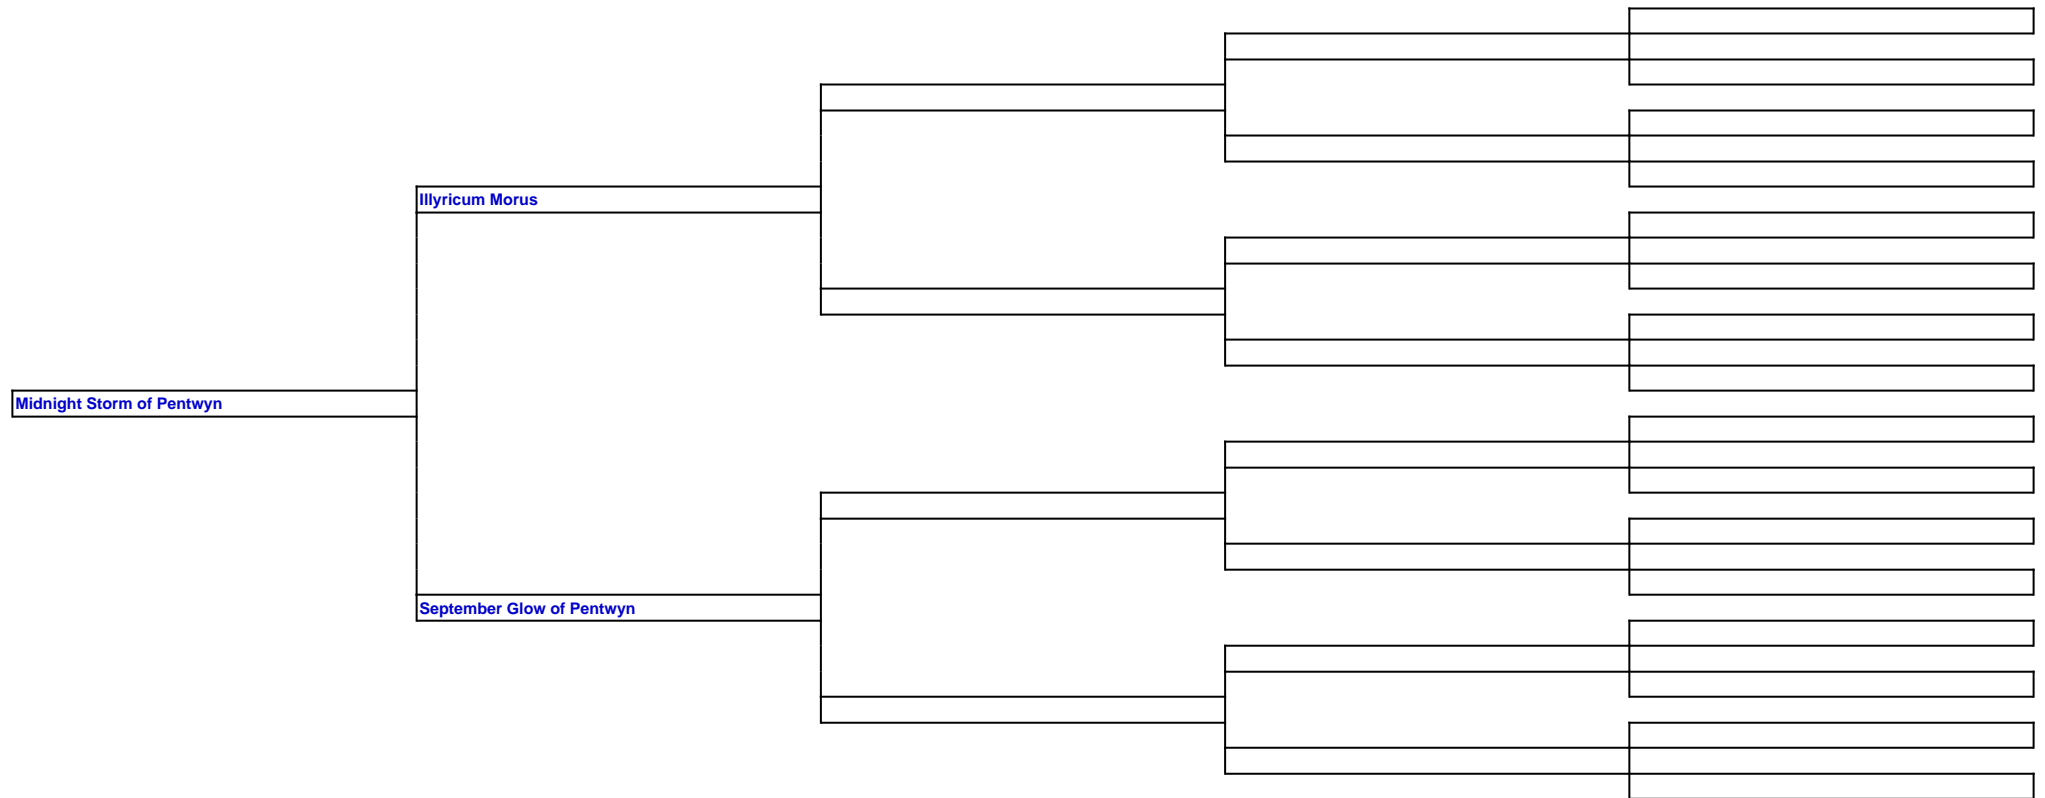 Illyricum Morus
Midnight Storm of Pentwyn
September Glow of Pentwyn